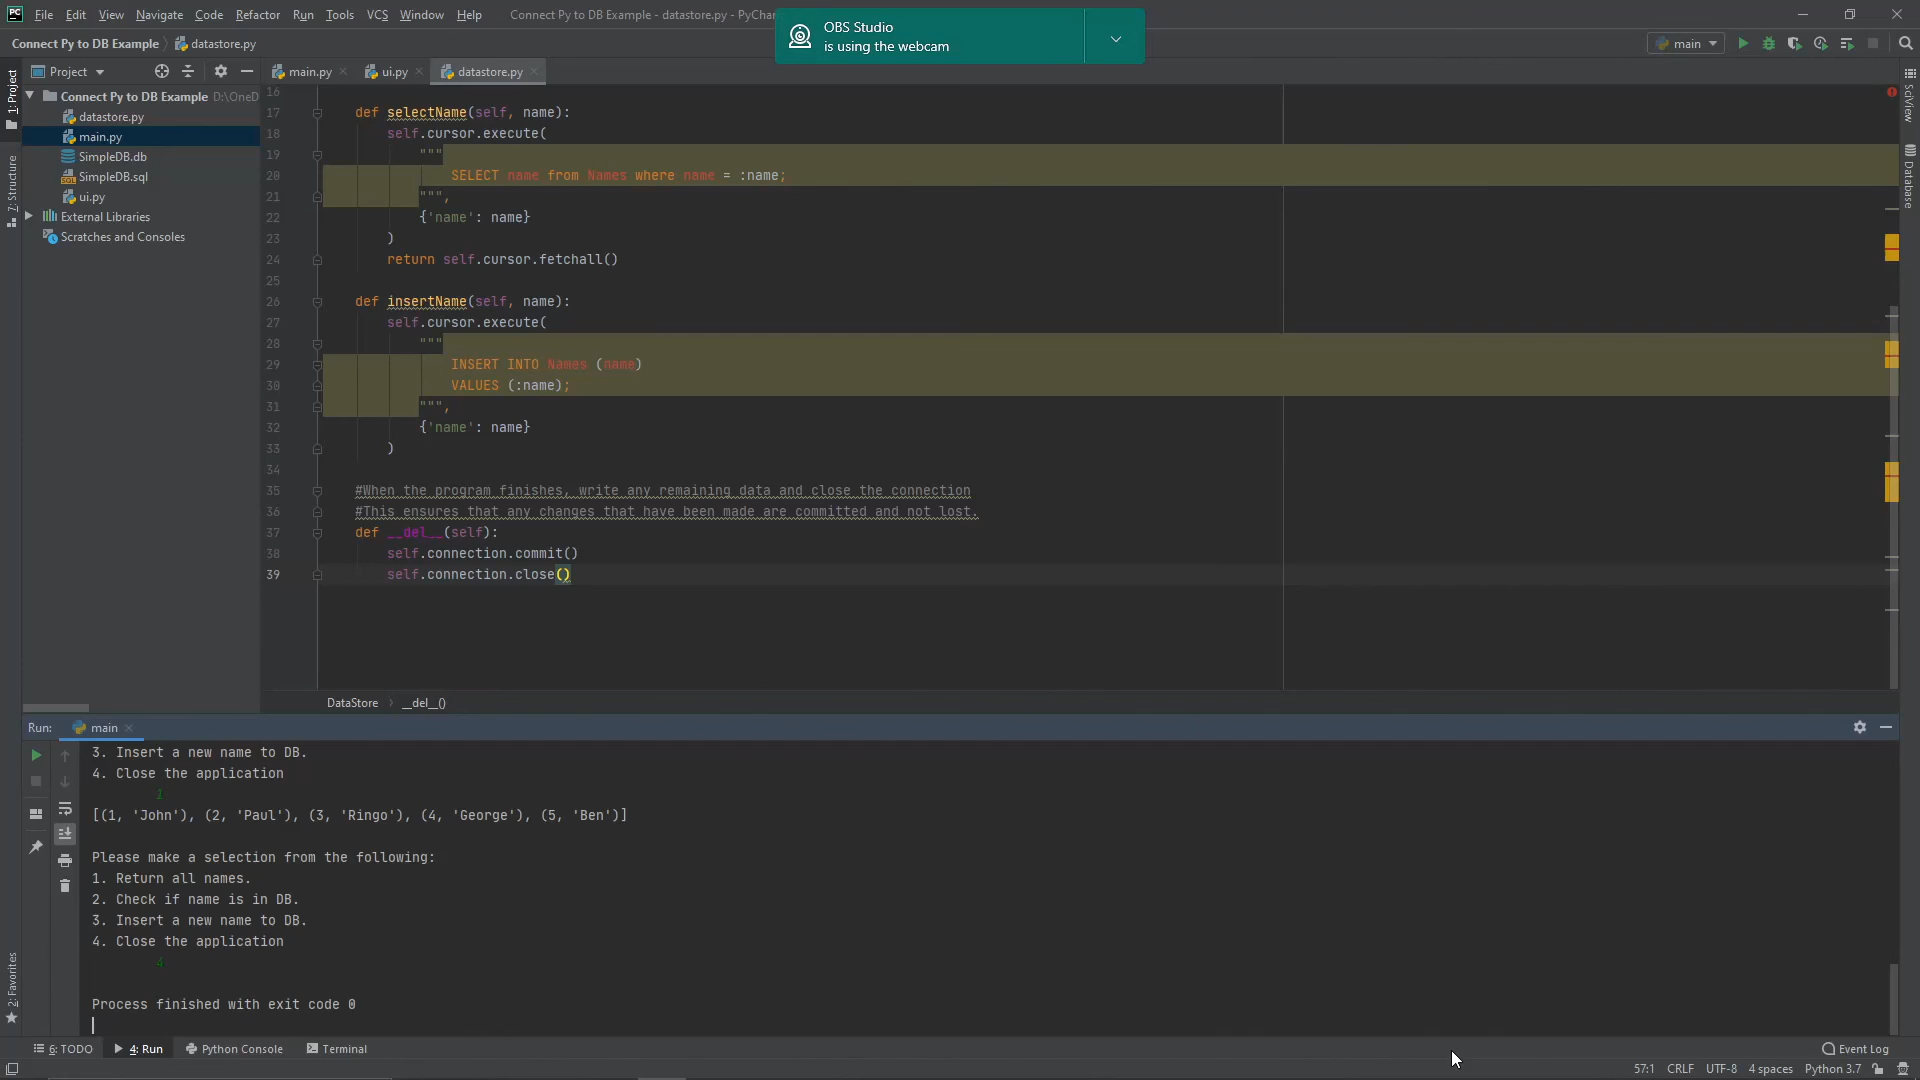 PC File Edit View Navigate Code Refactor Run Tools VCS Window Help Connect Py to DB Example - datastore.py - PyChar
OBS Studio
is using the webcam
Connect Py to DB Example datastore.py
main
1: Project
Project
main.py ui.py datastore.py
Connect Py to DB Example D:\OneD
datastore.py
main.py
SimpleDB.db
SimpleDB.sql
ui.py
External Libraries
Scratches and Consoles
7: Structure
SciView
Database
16
17 def selectName(self, name):
18 self.cursor.execute(
19 """
20 SELECT name from Names where name = :name;
21 """,
22 {'name': name}
23 )
24 return self.cursor.fetchall()
25
26 def insertName(self, name):
27 self.cursor.execute(
28 """
29 INSERT INTO Names (name)
30 VALUES (:name);
31 """,
32 {'name': name}
33 )
34
35 #When the program finishes, write any remaining data and close the connection
36 #This ensures that any changes that have been made are committed and not lost.
37 def __del__(self):
38 self.connection.commit()
39 self.connection.close()
DataStore __del__()
Run: main
3. Insert a new name to DB.
4. Close the application
1
[(1, 'John'), (2, 'Paul'), (3, 'Ringo'), (4, 'George'), (5, 'Ben')]
Please make a selection from the following:
1. Return all names.
2. Check if name is in DB.
3. Insert a new name to DB.
4. Close the application
4
Process finished with exit code 0
2: Favorites
6: TODO 4: Run Python Console Terminal Event Log
57:1 CRLF UTF-8 4 spaces Python 3.7